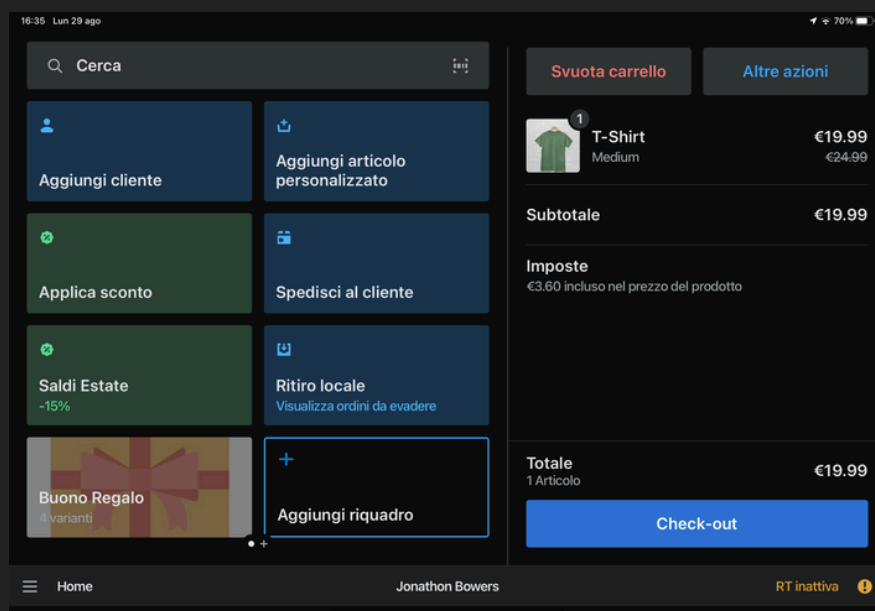 16:35 Lun 29 ago
70%
Cerca
Aggiungi cliente
Aggiungi articolo
personalizzato
Applica sconto
Spedisci al cliente
Saldi Estate
-15%
Ritiro locale
Visualizza ordini da evadere
Buono Regalo
4 varianti
Aggiungi riquadro
Svuota carrello
Altre azioni
1
T-Shirt €19.99
Medium €24.99
Subtotale €19.99
Imposte
€3.60 incluso nel prezzo del prodotto
Totale €19.99
1 Articolo
Check-out
Home
Jonathon Bowers
RT inattiva